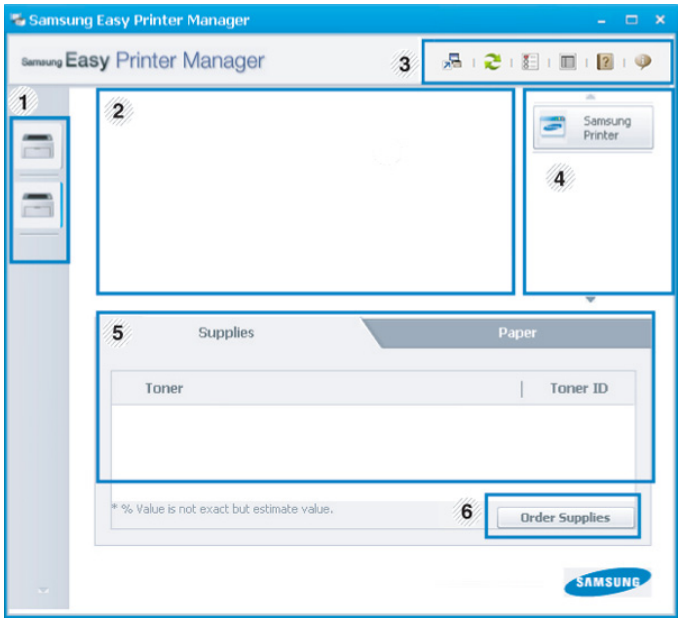 Samsung Easy Printer Manager
Samsung Easy Printer Manager
3
1
2
Samsung
Printer
4
5
Supplies
Paper
Toner
Toner ID
* % Value is not exact but estimate value.
6
Order Supplies
SAMSUNG